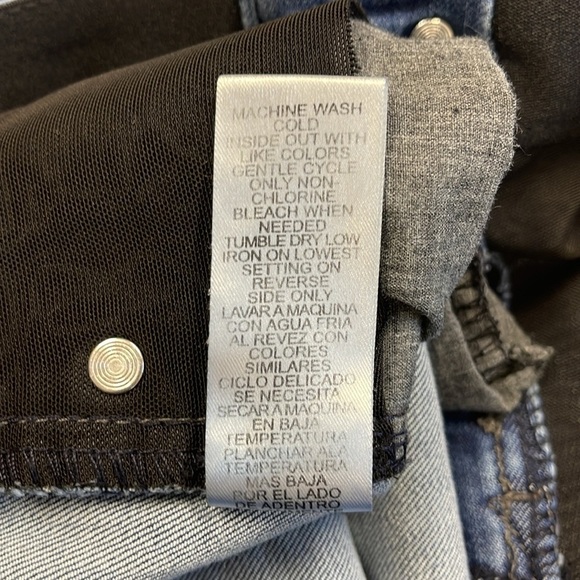 MACHINE WASH
COLD
INSIDE OUT WITH
LIKE COLORS
GENTLE CYCLE
ONLY NON-
CHLORINE
BLEACH WHEN
NEEDED
TUMBLE DRY LOW
IRON ON LOWEST
SETTING ON
REVERSE
SIDE ONLY
LAVAR A MAQUINA
CON AGUA FRIA
AL REVEZ CON
COLORES
SIMILARES
CICLO DELICADO
SE NECESITA
SECAR A MAQUINA
EN BAJA
TEMPERATURA
PLANCHAR ALA
TEMPERATURA
MAS BAJA
POR EL LADO
DE ADENTRO